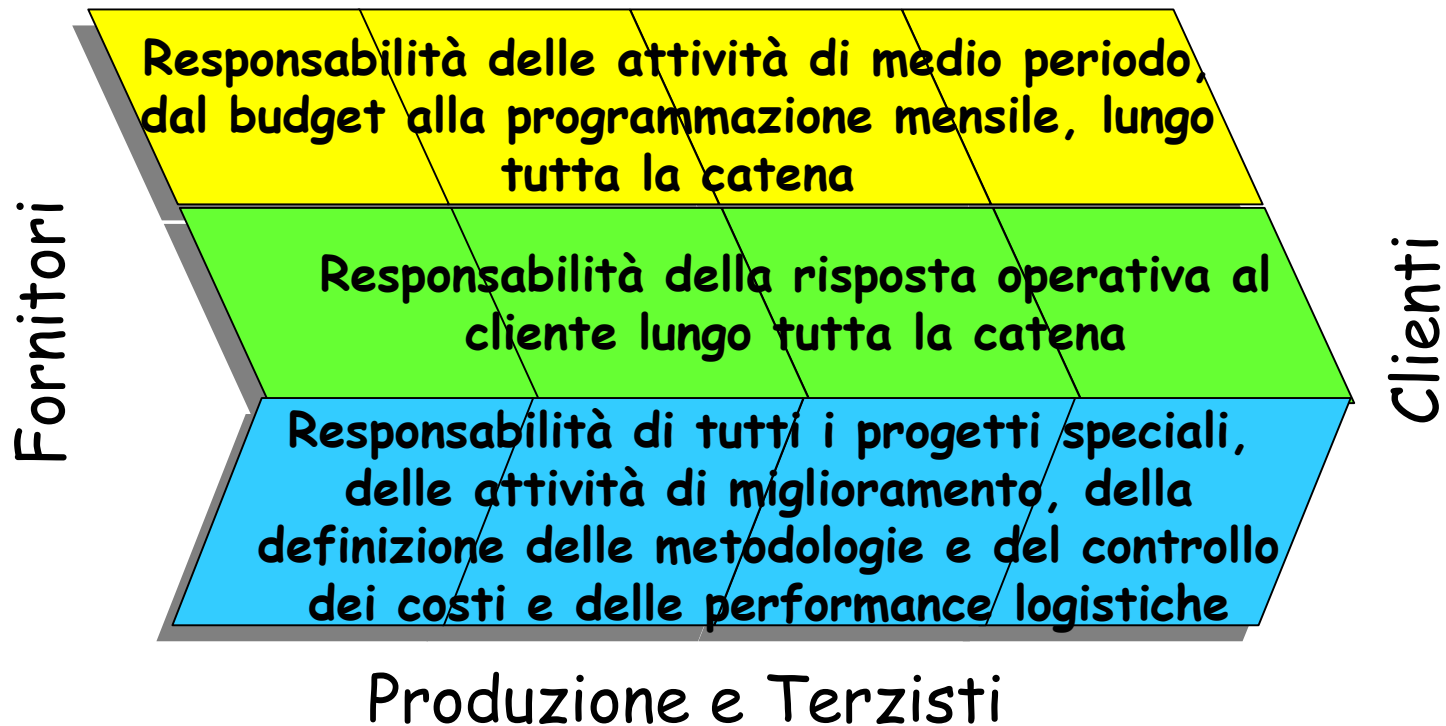 Responsabilità delle attività di medio periodo,
dal budget alla programmazione mensile, lungo
tutta la catena
Fornitori
Responsabilità della risposta operativa al
cliente lungo tutta la catena
Clienti
Responsabilità di tutti i progetti speciali,
delle attività di miglioramento, della
definizione delle metodologie e del controllo
dei costi e delle performance logistiche
Produzione e Terzisti